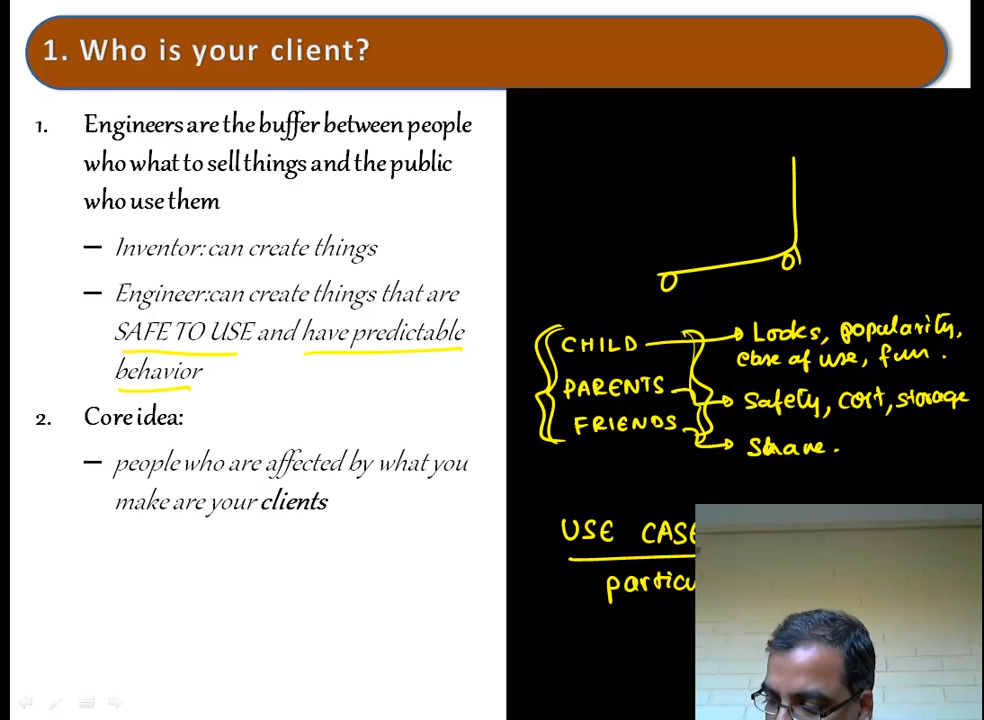 1. Who is your client?
1. Engineers are the buffer between people
who what to sell things and the public
who use them
– Inventor: can create things
– Engineer:can create things that are
SAFE TO USE and have predictable
behavior
2. Core idea:
– people who are affected by what you
make are your clients
CHILD → Looks, popularity,
ease of use, fun.
PARENTS → Safety, cost, storage
FRIENDS → Share.
USE CASE
particu